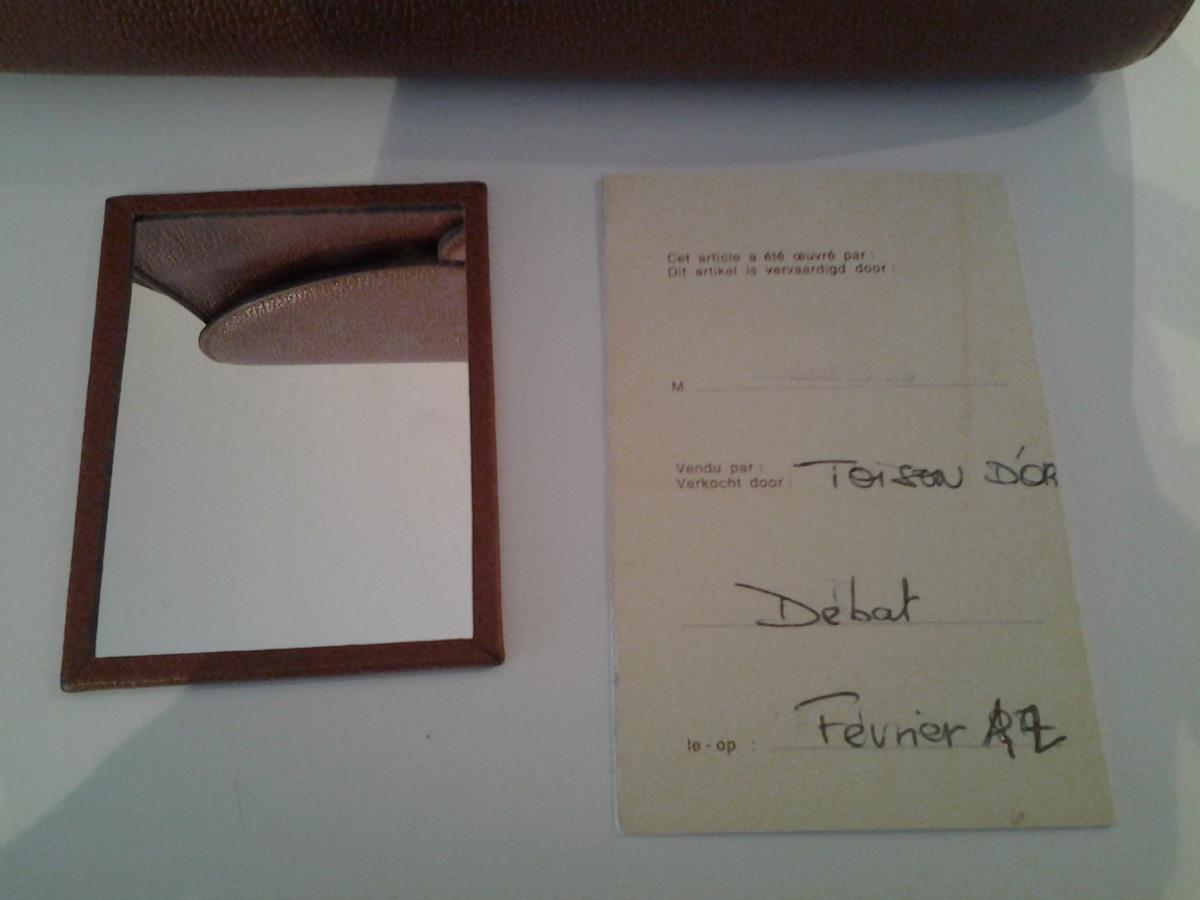 Cet article a été œuvré par :
Dit artikel is vervaardigd door :
M
Vendu par :
Verkocht door : TOISON D'OR
Débat
le - op : Février